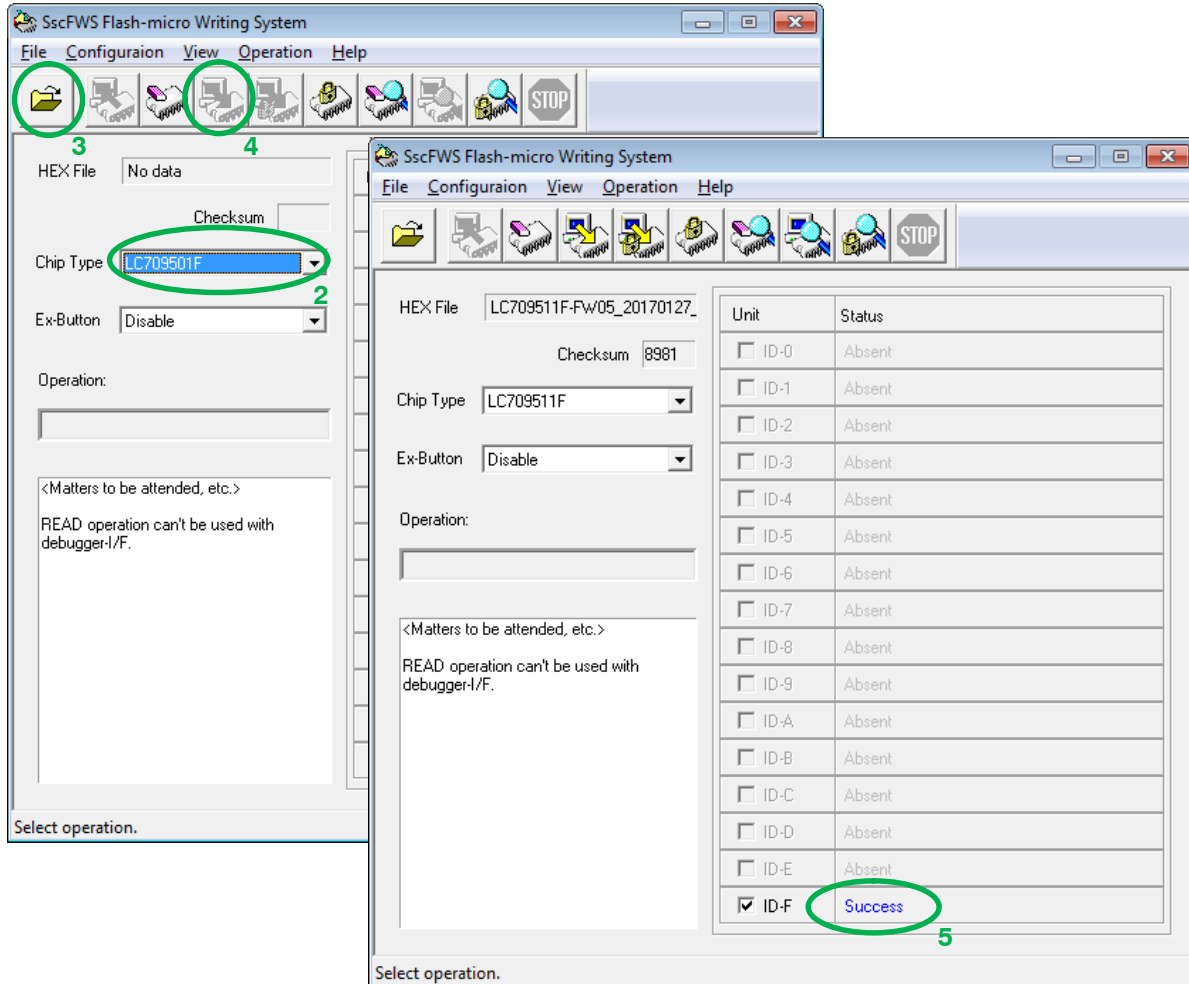 SscFWS Flash-micro Writing System
File Configuraion View Operation Help
STOP
3
4
HEX File No data
Checksum
Chip Type LC709501F
2
Ex-Button Disable
Operation:
<Matters to be attended, etc.>
READ operation can't be used with
debugger-I/F.
Select operation.
SscFWS Flash-micro Writing System
File Configuraion View Operation Help
STOP
HEX File LC709511F-FW05_20170127_
Checksum 8981
Chip Type LC709511F
Ex-Button Disable
Operation:
<Matters to be attended, etc.>
READ operation can't be used with
debugger-I/F.
Unit Status
ID-0 Absent
ID-1 Absent
ID-2 Absent
ID-3 Absent
ID-4 Absent
ID-5 Absent
ID-6 Absent
ID-7 Absent
ID-8 Absent
ID-9 Absent
ID-A Absent
ID-B Absent
ID-C Absent
ID-D Absent
ID-E Absent
ID-F Success
5
Select operation.